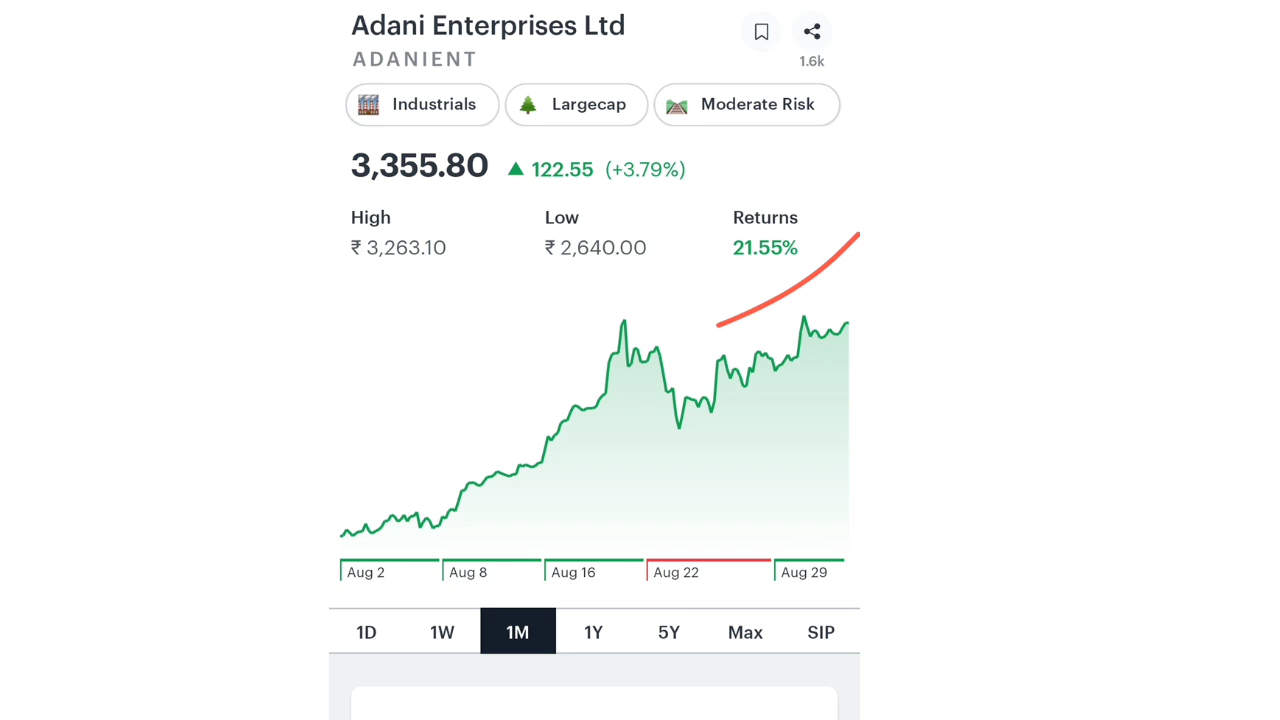 Adani Enterprises Ltd
ADANIENT
1.6k
Industrials Largecap Moderate Risk
3,355.80 ▲ 122.55 (+3.79%)
High Low Returns
₹ 3,263.10 ₹ 2,640.00 21.55%
Aug 2 Aug 8 Aug 16 Aug 22 Aug 29
1D 1W 1M 1Y 5Y Max SIP